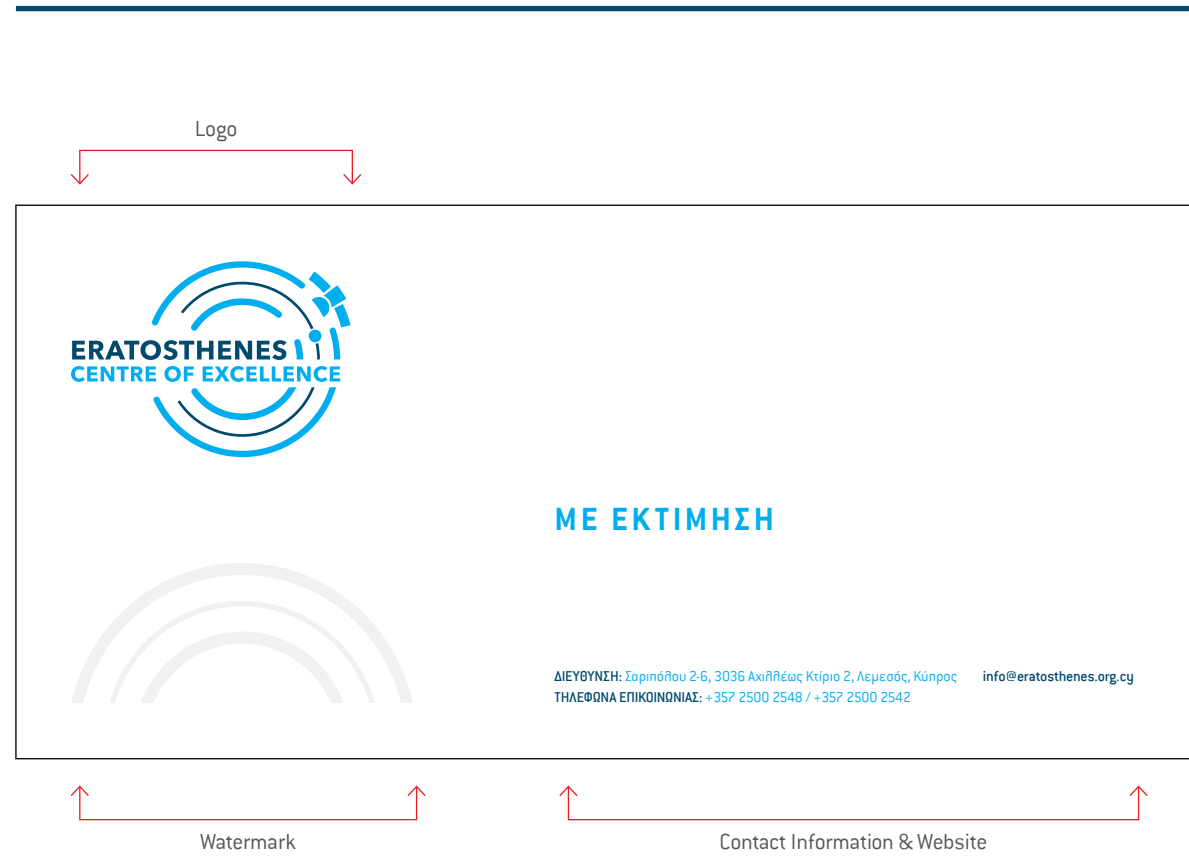 Logo
ERATOSTHENES
CENTRE OF EXCELLENCE
ΜΕ ΕΚΤΙΜΗΣΗ
ΔΙΕΥΘΥΝΣΗ: Σαριπόλου 2-6, 3036 Αχιλλέως Κτίριο 2, Λεμεσός, Κύπρος info@eratosthenes.org.cy
ΤΗΛΕΦΩΝΑ ΕΠΙΚΟΙΝΩΝΙΑΣ: +357 2500 2548 / +357 2500 2542
Watermark
Contact Information & Website